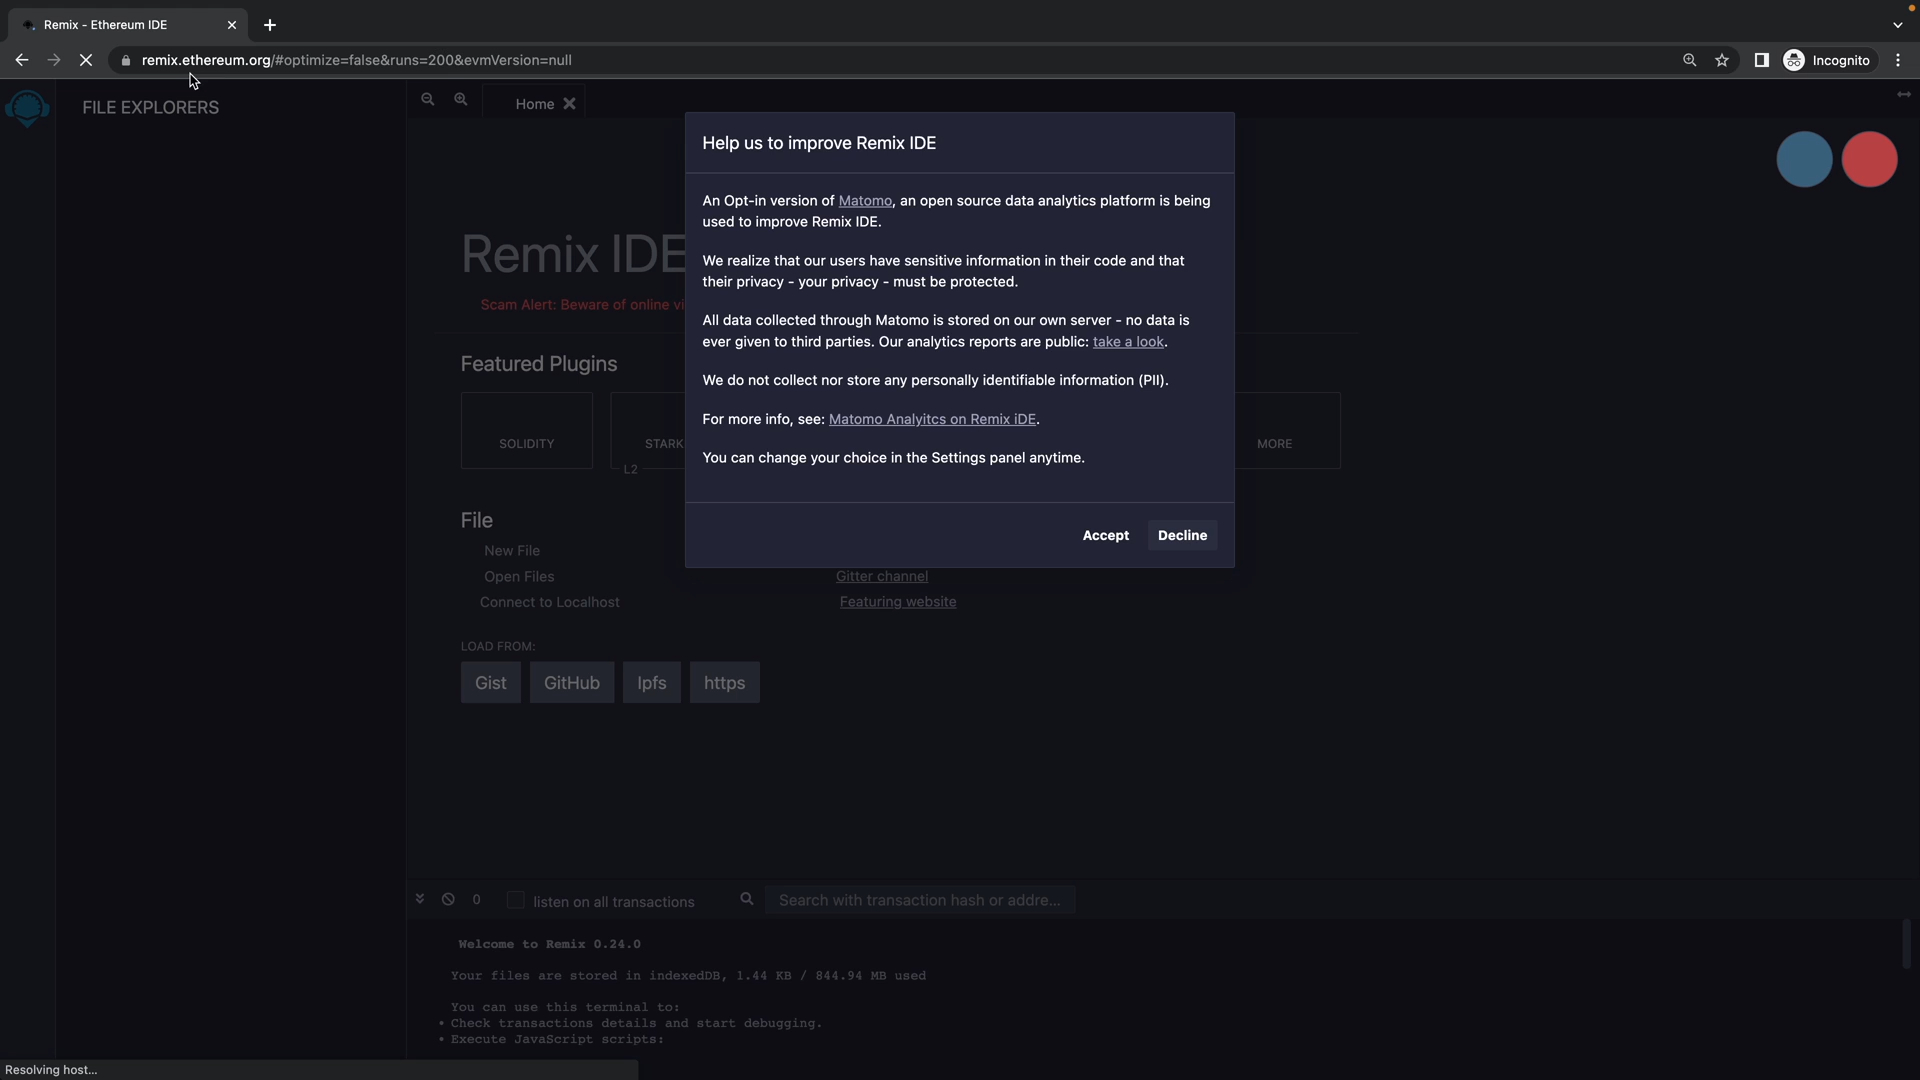 Remix - Ethereum IDE
remix.ethereum.org/#optimize=false&runs=200&evmVersion=null
Incognito
FILE EXPLORERS
Home
Help us to improve Remix IDE
An Opt-in version of Matomo, an open source data analytics platform is being
used to improve Remix IDE.
We realize that our users have sensitive information in their code and that
their privacy - your privacy - must be protected.
All data collected through Matomo is stored on our own server - no data is
ever given to third parties. Our analytics reports are public: take a look.
We do not collect nor store any personally identifiable information (PII).
For more info, see: Matomo Analyitcs on Remix iDE.
You can change your choice in the Settings panel anytime.
Accept
Decline
Remix IDE
Scam Alert: Beware of online vi
Featured Plugins
SOLIDITY
STARK
L2
MORE
File
New File
Open Files
Connect to Localhost
Gitter channel
Featuring website
LOAD FROM:
Gist
GitHub
Ipfs
https
0
listen on all transactions
Search with transaction hash or addre...
Welcome to Remix 0.24.0
Your files are stored in indexedDB, 1.44 KB / 844.94 MB used
You can use this terminal to:
• Check transactions details and start debugging.
• Execute JavaScript scripts:
Resolving host...